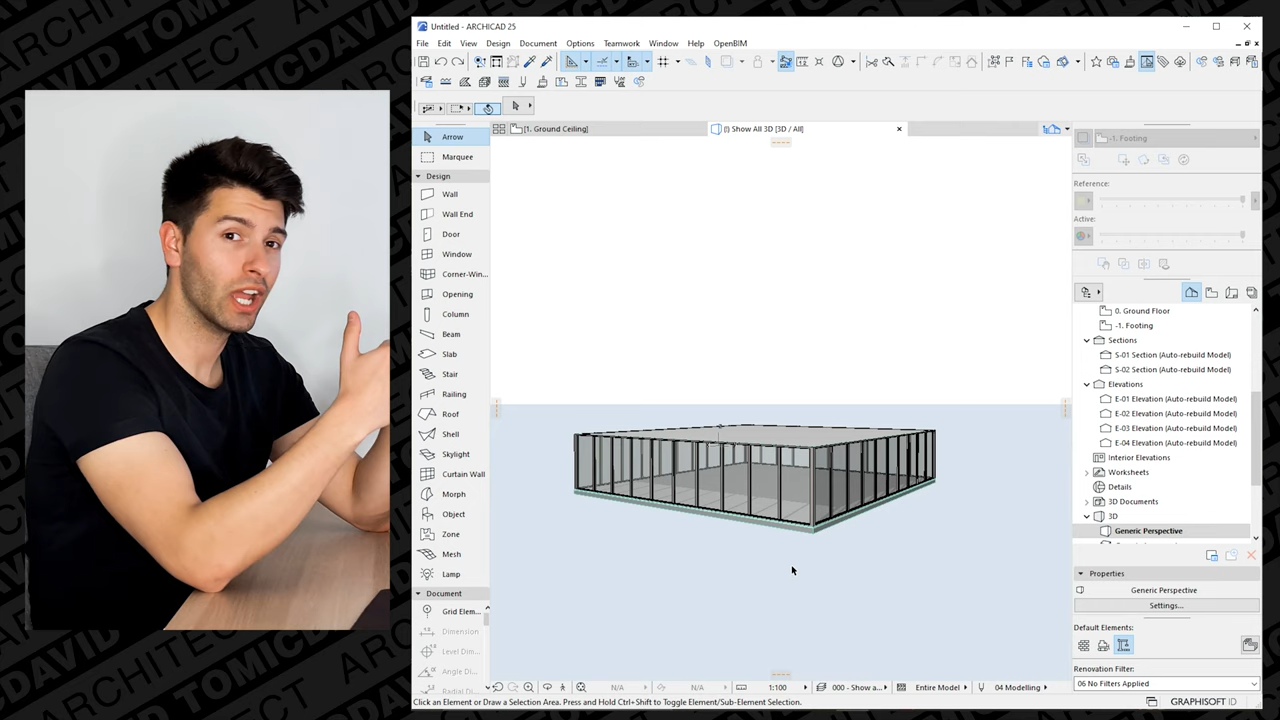 Untitled - ARCHICAD 25
File Edit View Design Document Options Teamwork Window Help OpenBIM
[1. Ground Ceiling]
(!) Show All 3D [3D / All]
Arrow
Marquee
Design
Wall
Wall End
Door
Window
Corner-Win...
Opening
Column
Beam
Slab
Stair
Railing
Roof
Shell
Skylight
Curtain Wall
Morph
Object
Zone
Mesh
Lamp
Document
Grid Elem...
Dimension
Level Dim...
Angle Di...
Radial Di...
-1. Footing
Reference:
Active:
0. Ground Floor
-1. Footing
Sections
S-01 Section (Auto-rebuild Model)
S-02 Section (Auto-rebuild Model)
Elevations
E-01 Elevation (Auto-rebuild Model)
E-02 Elevation (Auto-rebuild Model)
E-03 Elevation (Auto-rebuild Model)
E-04 Elevation (Auto-rebuild Model)
Interior Elevations
Worksheets
Details
3D Documents
3D
Generic Perspective
Properties
Generic Perspective
Settings...
Default Elements:
Renovation Filter:
06 No Filters Applied
N/A
N/A
1:100
000 - Show a...
Entire Model
04 Modelling
Click an Element or Draw a Selection Area. Press and Hold Ctrl+Shift to Toggle Element/Sub-Element Selection.
GRAPHISOFT ID